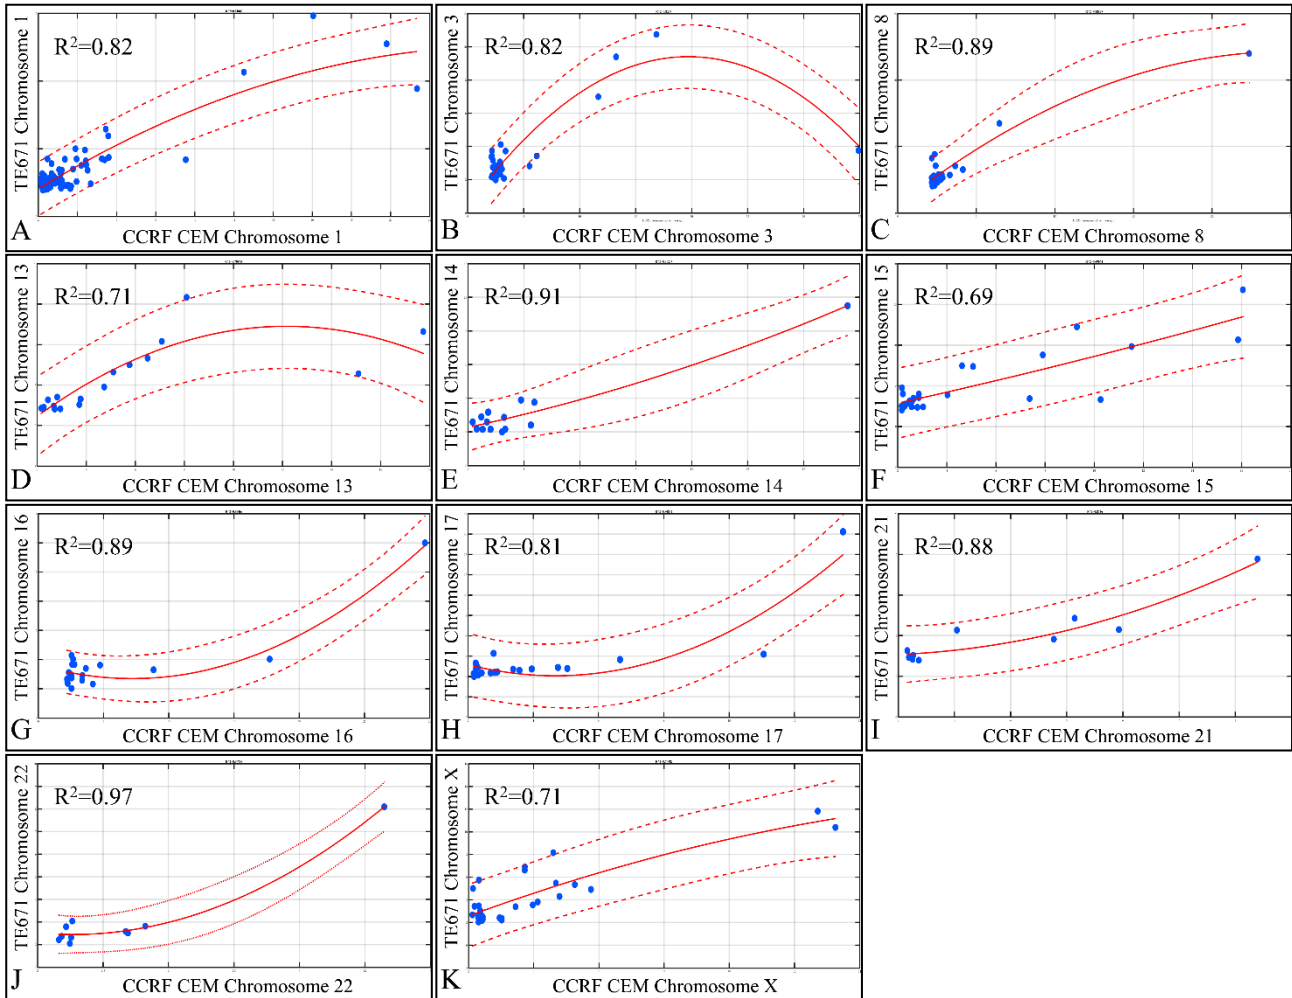 TE671 Chromosome 1
R²=0.82
A
CCRF CEM Chromosome 1
TE671 Chromosome 3
R²=0.82
B
CCRF CEM Chromosome 3
TE671 Chromosome 8
R²=0.89
C
CCRF CEM Chromosome 8
TE671 Chromosome 13
R²=0.71
D
CCRF CEM Chromosome 13
TE671 Chromosome 14
R²=0.91
E
CCRF CEM Chromosome 14
TE671 Chromosome 15
R²=0.69
F
CCRF CEM Chromosome 15
TE671 Chromosome 16
R²=0.89
G
CCRF CEM Chromosome 16
TE671 Chromosome 17
R²=0.81
H
CCRF CEM Chromosome 17
TE671 Chromosome 21
R²=0.88
I
CCRF CEM Chromosome 21
TE671 Chromosome 22
R²=0.97
J
CCRF CEM Chromosome 22
TE671 Chromosome X
R²=0.71
K
CCRF CEM Chromosome X